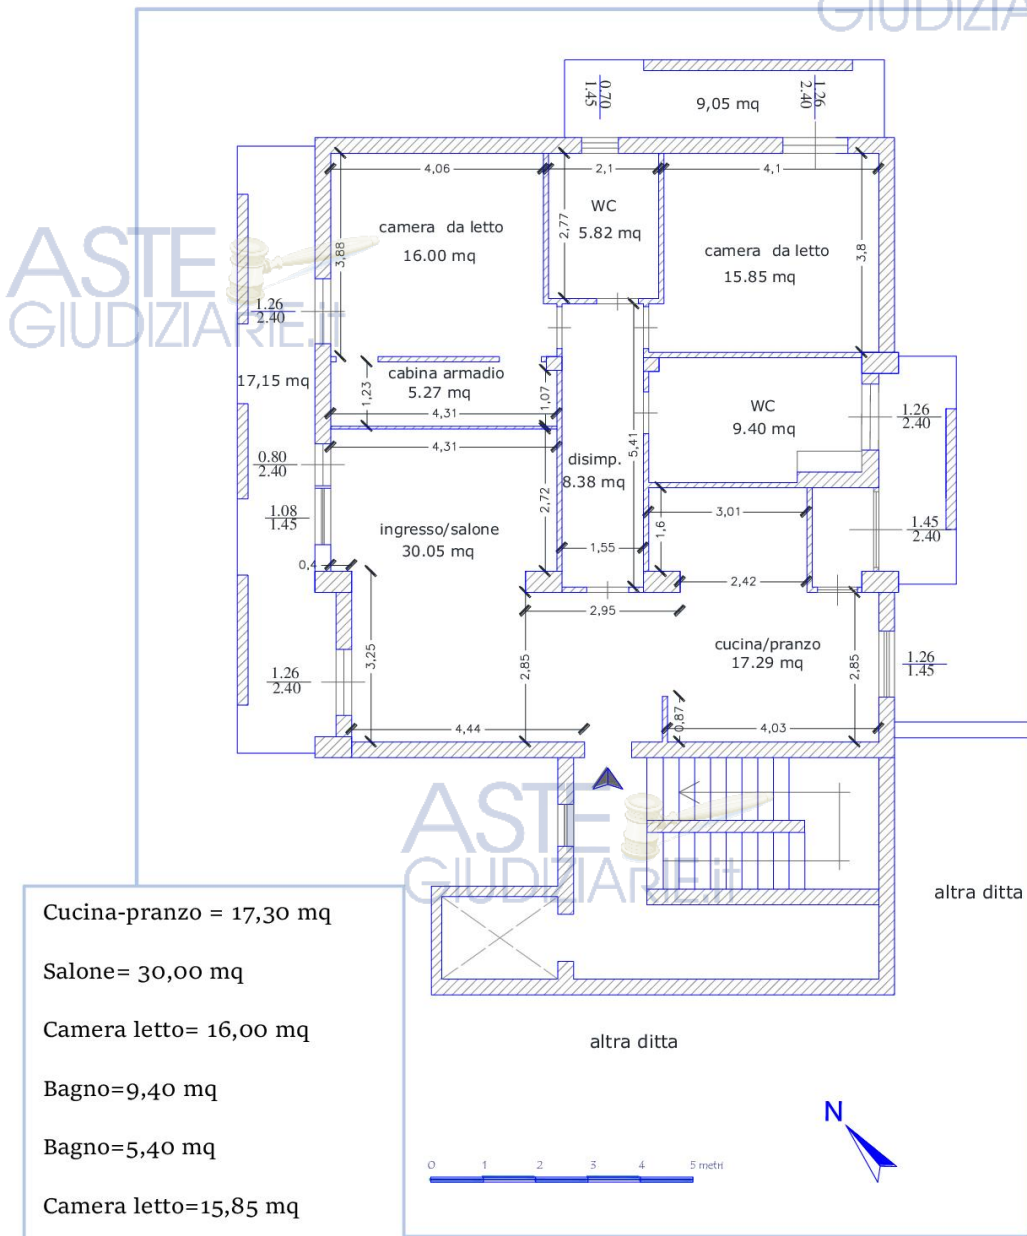 GIUDIZIA
0.70
1.45
9,05 mq
1.26
2.40
4,06
2,1
4,1
WC
5.82 mq
2,77
camera da letto
16.00 mq
3,88
camera da letto
15.85 mq
3,8
ASTE
GIUDIZIARIE.it
1.26
2.40
17,15 mq
cabina armadio
5.27 mq
1,23
1,07
4,31
4,31
WC
9.40 mq
1.26
2.40
0.80
2.40
disimp.
8.38 mq
5,41
2,72
1.08
1.45
ingresso/salone
30.05 mq
3,01
1,6
1.45
2.40
0,4
1,55
2,42
2,95
cucina/pranzo
17.29 mq
3,25
2,85
2,85
1.26
1.45
1.26
2.40
0,87
4,44
4,03
ASTE
GIUDIZIARIE.it
altra ditta
Cucina-pranzo = 17,30 mq
Salone= 30,00 mq
Camera letto= 16,00 mq
Bagno=9,40 mq
Bagno=5,40 mq
Camera letto=15,85 mq
altra ditta
N
0 1 2 3 4 5 metri